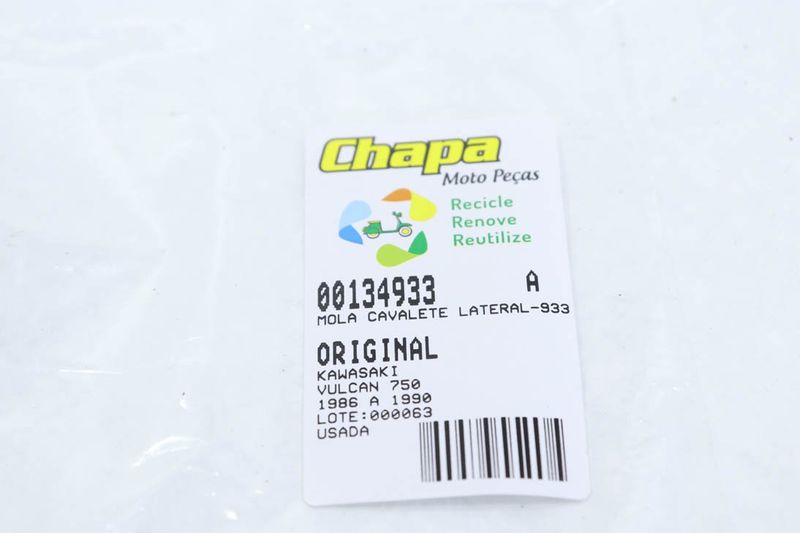 Chapa
Moto Peças
Recicle
Renove
Reutilize
00134933 A
MOLA CAVALETE LATERAL-933
ORIGINAL
KAWASAKI
VULCAN 750
1986 A 1990
LOTE:000063
USADA